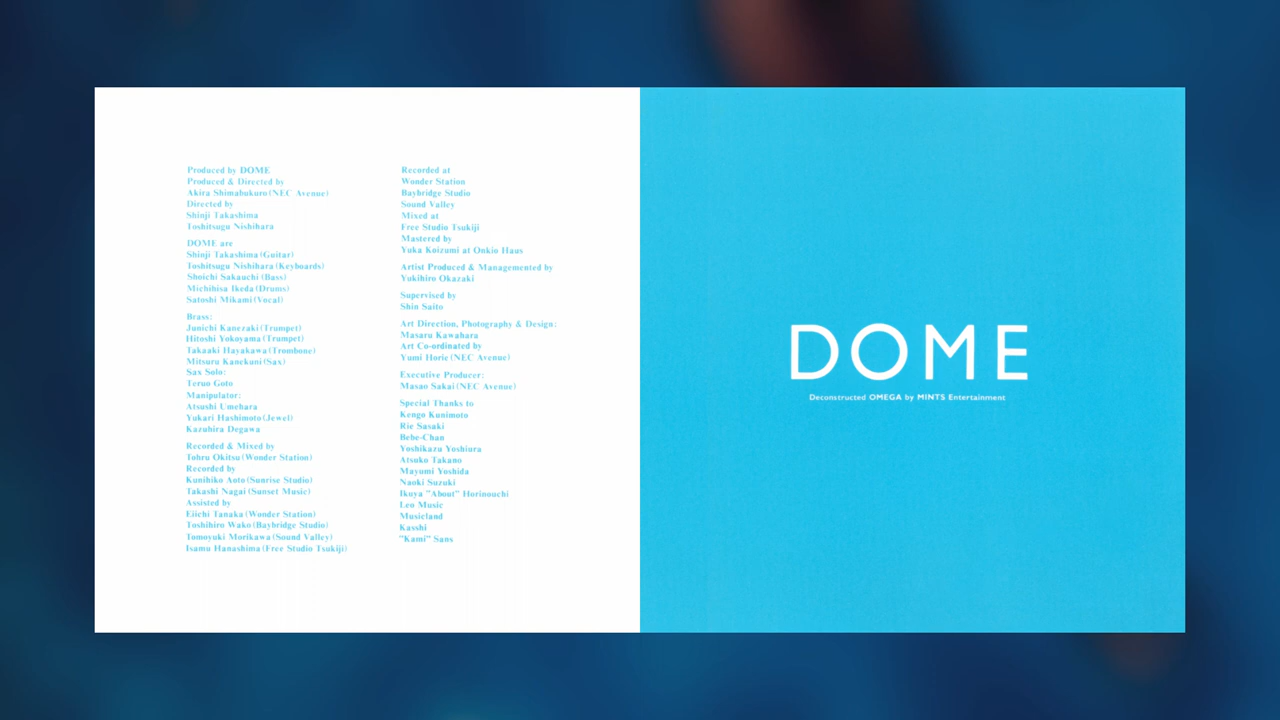 Produced by DOME
Produced & Directed by
Akira Shimabukuro (NEC Avenue)
Directed by
Shinji Takashima
Toshitsugu Nishihara
DOME are
Shinji Takashima (Guitar)
Toshitsugu Nishihara (Keyboards)
Shoichi Sakauchi (Bass)
Michihisa Ikeda (Drums)
Satoshi Mikami (Vocal)
Brass:
Junichi Kanezaki (Trumpet)
Hitoshi Yokoyama (Trumpet)
Takaaki Hayakawa (Trombone)
Mitsuru Kanekuni (Sax)
Sax Solo:
Teruo Goto
Manipulator:
Atsushi Umehara
Yukari Hashimoto (Jewel)
Kazuhira Degawa
Recorded & Mixed by
Tohru Okitsu (Wonder Station)
Recorded by
Kunihiko Aoto (Sunrise Studio)
Takashi Nagai (Sunset Music)
Assisted by
Eiichi Tanaka (Wonder Station)
Toshihiro Wako (Baybridge Studio)
Tomoyuki Morikawa (Sound Valley)
Isamu Hanashima (Free Studio Tsukiji)
Recorded at
Wonder Station
Baybridge Studio
Sound Valley
Mixed at
Free Studio Tsukiji
Mastered by
Yuka Koizumi at Onkio Haus
Artist Produced & Managemented by
Yukihiro Okazaki
Supervised by
Shin Saito
Art Direction, Photography & Design:
Masaru Kawahara
Art Co-ordinated by
Yumi Horie (NEC Avenue)
Executive Producer:
Masao Sakai (NEC Avenue)
Special Thanks to
Kengo Kunimoto
Rie Sasaki
Bebe-Chan
Yoshikazu Yoshiura
Atsuko Takano
Mayumi Yoshida
Naoki Suzuki
Ikuya "About" Horinouchi
Leo Music
Musicland
Kasshi
"Kami" Sans
DOME
Deconstructed OMEGA by MINTS Entertainment